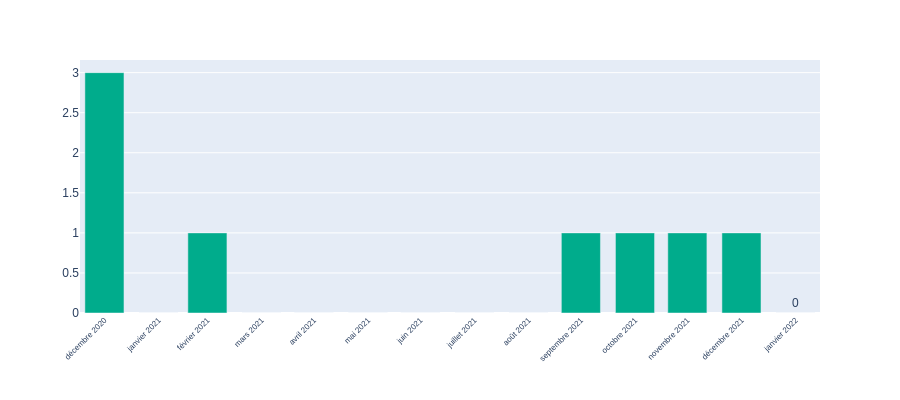 3
2.5
2
1.5
1
0.5
0
0
décembre 2020
janvier 2021
février 2021
mars 2021
avril 2021
mai 2021
juin 2021
juillet 2021
août 2021
septembre 2021
octobre 2021
novembre 2021
décembre 2021
janvier 2022